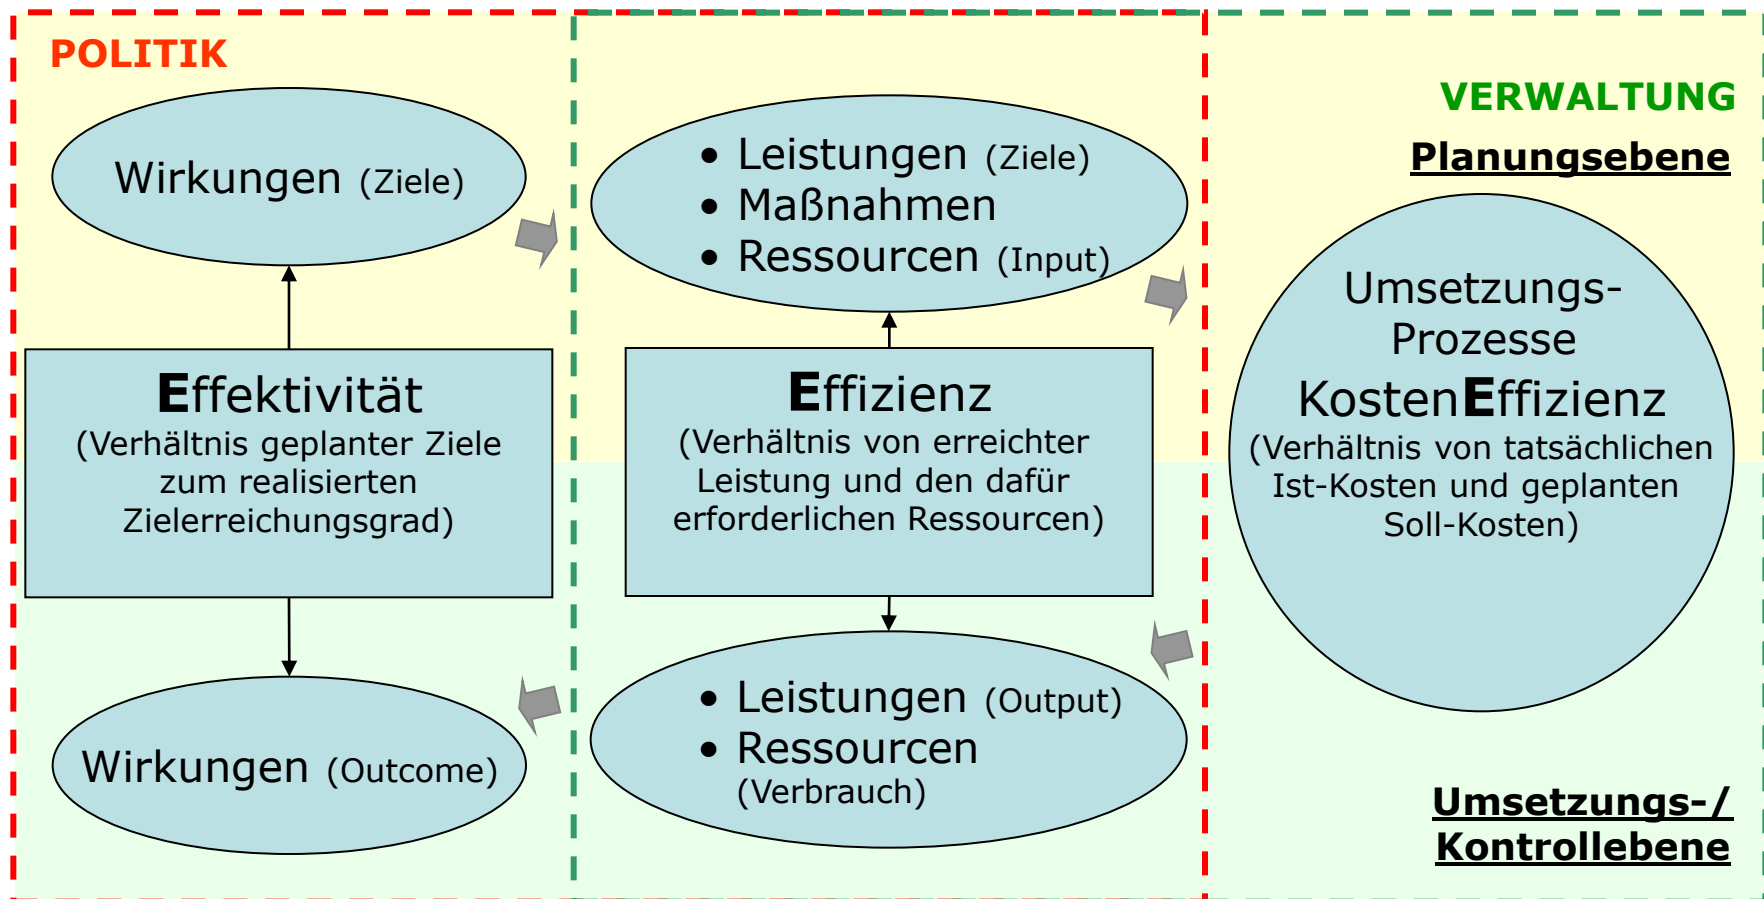 POLITIK
Wirkungen (Ziele)
Effektivität
(Verhältnis geplanter Ziele
zum realisierten
Zielerreichungsgrad)
Wirkungen (Outcome)
• Leistungen (Ziele)
• Maßnahmen
• Ressourcen (Input)
Effizienz
(Verhältnis von erreichter
Leistung und den dafür
erforderlichen Ressourcen)
• Leistungen (Output)
• Ressourcen
(Verbrauch)
VERWALTUNG
Planungsebene
Umsetzungs-
Prozesse
KostenEffizienz
(Verhältnis von tatsächlichen
Ist-Kosten und geplanten
Soll-Kosten)
Umsetzungs-/
Kontrollebene